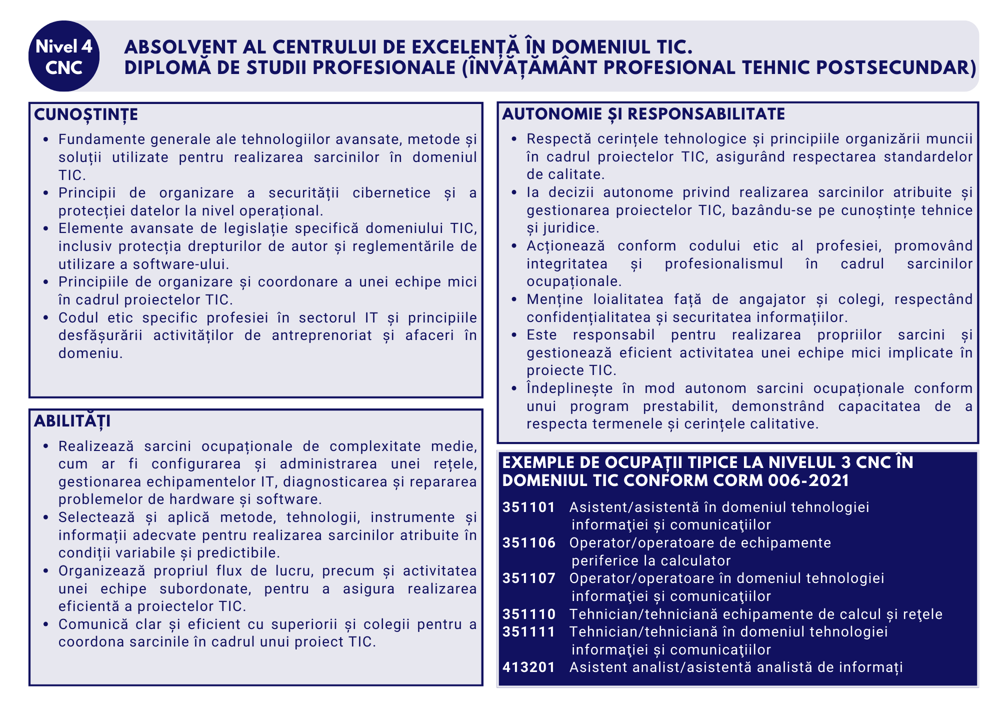 Nivel 4
CNC
ABSOLVENT AL CENTRULUI DE EXCELENȚĂ ÎN DOMENIUL TIC.
DIPLOMĂ DE STUDII PROFESIONALE (ÎNVĂȚĂMÂNT PROFESIONAL TEHNIC POSTSECUNDAR)
CUNOȘTINȚE
• Fundamente generale ale tehnologiilor avansate, metode și
soluții utilizate pentru realizarea sarcinilor în domeniul
TIC.
• Principii de organizare a securității cibernetice și a
protecției datelor la nivel operațional.
• Elemente avansate de legislație specifică domeniului TIC,
inclusiv protecția drepturilor de autor și reglementările de
utilizare a software-ului.
• Principiile de organizare și coordonare a unei echipe mici
în cadrul proiectelor TIC.
• Codul etic specific profesiei în sectorul IT și principiile
desfășurării activităților de antreprenoriat și afaceri în
domeniu.
ABILITĂȚI
• Realizează sarcini ocupaționale de complexitate medie,
cum ar fi configurarea și administrarea unei rețele,
gestionarea echipamentelor IT, diagnosticarea și repararea
problemelor de hardware și software.
• Selectează și aplică metode, tehnologii, instrumente și
informații adecvate pentru realizarea sarcinilor atribuite în
condiții variabile și predictibile.
• Organizează propriul flux de lucru, precum și activitatea
unei echipe subordonate, pentru a asigura realizarea
eficientă a proiectelor TIC.
• Comunică clar și eficient cu superiorii și colegii pentru a
coordona sarcinile în cadrul unui proiect TIC.
AUTONOMIE ȘI RESPONSABILITATE
• Respectă cerințele tehnologice și principiile organizării muncii
în cadrul proiectelor TIC, asigurând respectarea standardelor
de calitate.
• Ia decizii autonome privind realizarea sarcinilor atribuite și
gestionarea proiectelor TIC, bazându-se pe cunoștințe tehnice
și juridice.
• Acționează conform codului etic al profesiei, promovând
integritatea și profesionalismul în cadrul sarcinilor
ocupaționale.
• Menține loialitatea față de angajator și colegi, respectând
confidențialitatea și securitatea informațiilor.
• Este responsabil pentru realizarea propriilor sarcini și
gestionează eficient activitatea unei echipe mici implicate în
proiecte TIC.
• Îndeplinește în mod autonom sarcini ocupaționale conform
unui program prestabilit, demonstrând capacitatea de a
respecta termenele și cerințele calitative.
EXEMPLE DE OCUPAȚII TIPICE LA NIVELUL 3 CNC ÎN
DOMENIUL TIC CONFORM CORM 006-2021
351101 Asistent/asistentă în domeniul tehnologiei
informaţiei și comunicaţiilor
351106 Operator/operatoare de echipamente
periferice la calculator
351107 Operator/operatoare în domeniul tehnologiei
informaţiei și comunicaţiilor
351110 Tehnician/tehniciană echipamente de calcul și reţele
351111 Tehnician/tehniciană în domeniul tehnologiei
informaţiei și comunicaţiilor
413201 Asistent analist/asistentă analistă de informați